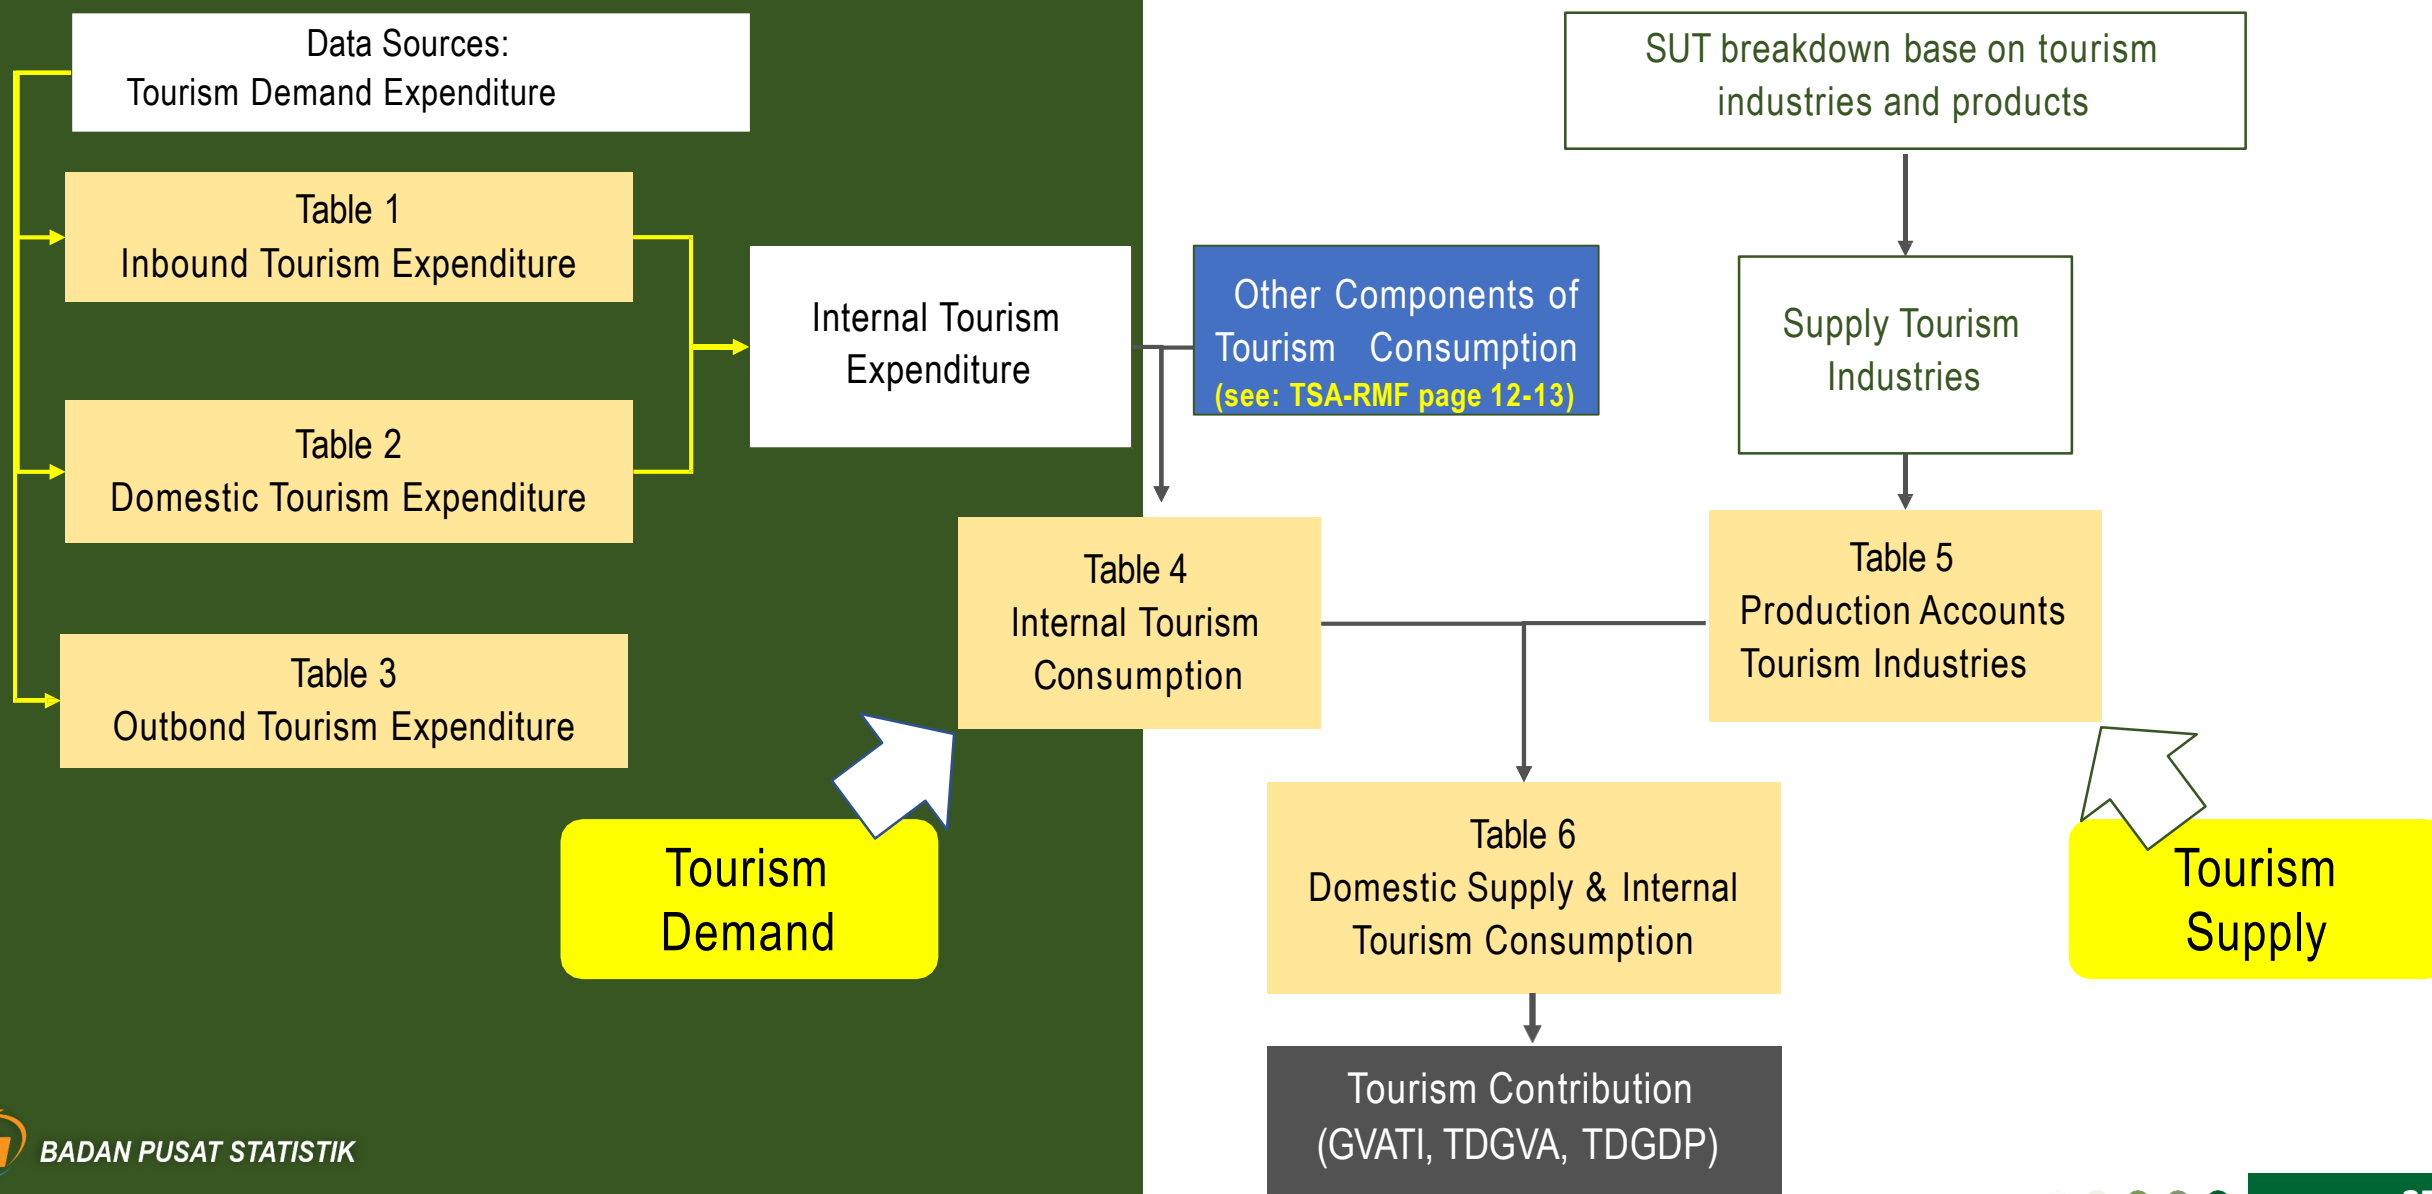 Data Sources:
Tourism Demand Expenditure
Table 1
Inbound Tourism Expenditure
Table 2
Domestic Tourism Expenditure
Table 3
Outbond Tourism Expenditure
Internal Tourism
Expenditure
Other Components of
Tourism Consumption
(see: TSA-RMF page 12-13)
SUT breakdown base on tourism
industries and products
Supply Tourism
Industries
Table 4
Internal Tourism
Consumption
Table 5
Production Accounts
Tourism Industries
Tourism
Demand
Table 6
Domestic Supply & Internal
Tourism Consumption
Tourism
Supply
Tourism Contribution
(GVATI, TDGVA, TDGDP)
BADAN PUSAT STATISTIK